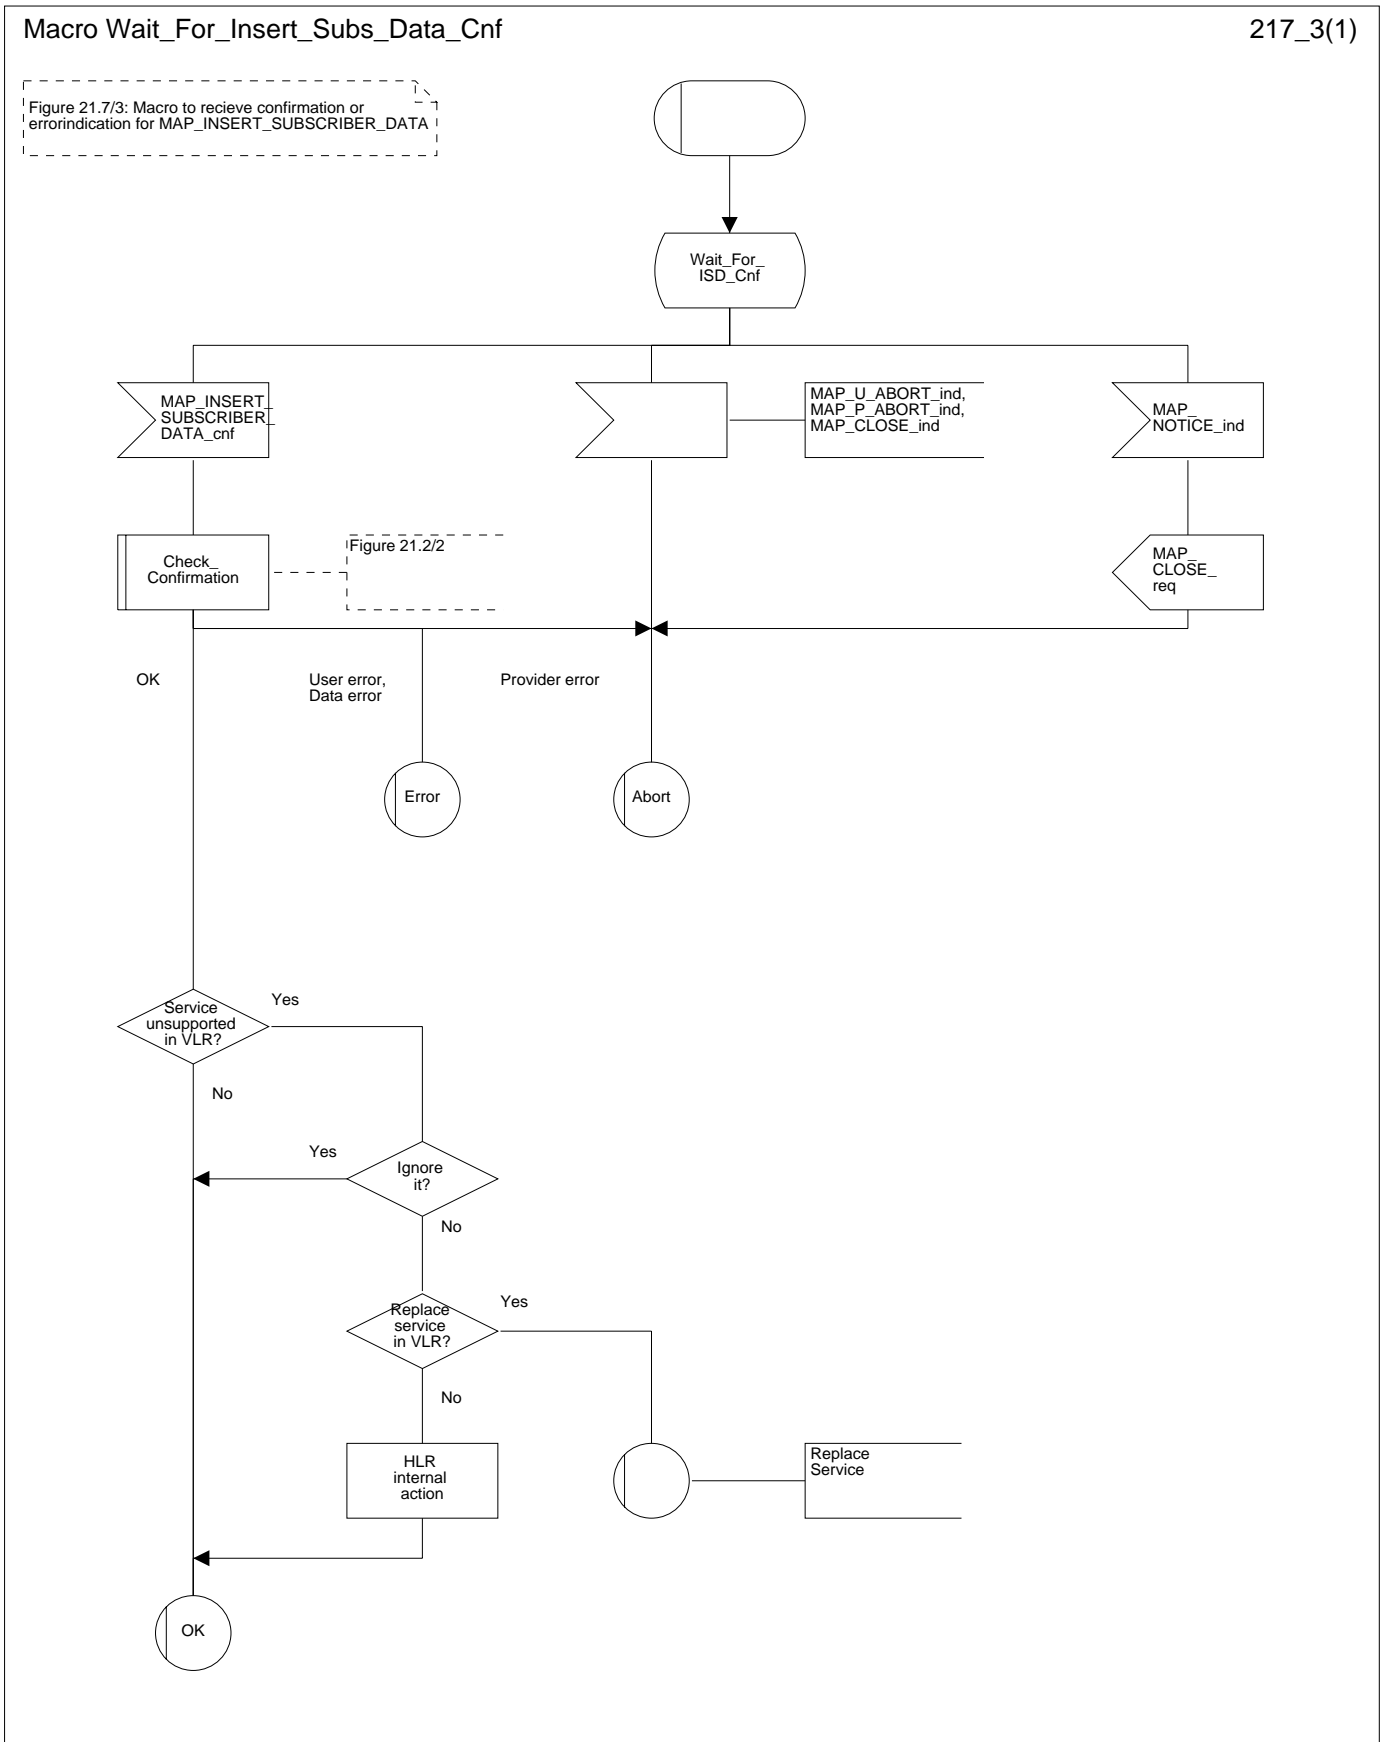 Macro Wait_For_Insert_Subs_Data_Cnf
217_3(1)
Figure 21.7/3: Macro to recieve confirmation or
errorindication for MAP_INSERT_SUBSCRIBER_DATA
Wait_For_
ISD_Cnf
MAP_INSERT_
SUBSCRIBER_
DATA_cnf
MAP_U_ABORT_ind,
MAP_P_ABORT_ind,
MAP_CLOSE_ind
MAP_
NOTICE_ind
Check_
Confirmation
Figure 21.2/2
MAP_
CLOSE_
req
OK
User error,
Data error
Provider error
Error
Abort
Service
unsupported
in VLR?
Yes
No
Yes
Ignore
it?
No
Replace
service
in VLR?
Yes
No
HLR
internal
action
Replace
Service
OK